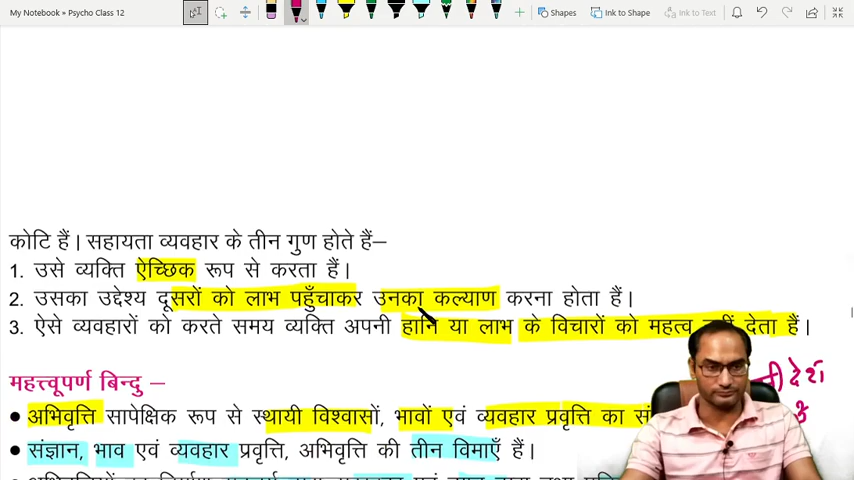 My Notebook » Psycho Class 12
Shapes
Ink to Shape
Ink to Text
कोटि हैं। सहायता व्यवहार के तीन गुण होते हैं–
1. उसे व्यक्ति ऐच्छिक रूप से करता हैं।
2. उसका उद्देश्य दूसरों को लाभ पहुँचाकर उनका कल्याण करना होता हैं।
3. ऐसे व्यवहारों को करते समय व्यक्ति अपनी हानि या लाभ के विचारों को महत्व नहीं देता हैं।
महत्त्वपूर्ण बिन्दु –
• अभिवृत्ति सापेक्षिक रूप से स्थायी विश्वासों, भावों एवं व्यवहार प्रवृत्ति का
• संज्ञान, भाव एवं व्यवहार प्रवृत्ति, अभिवृत्ति की तीन विमाएँ हैं।